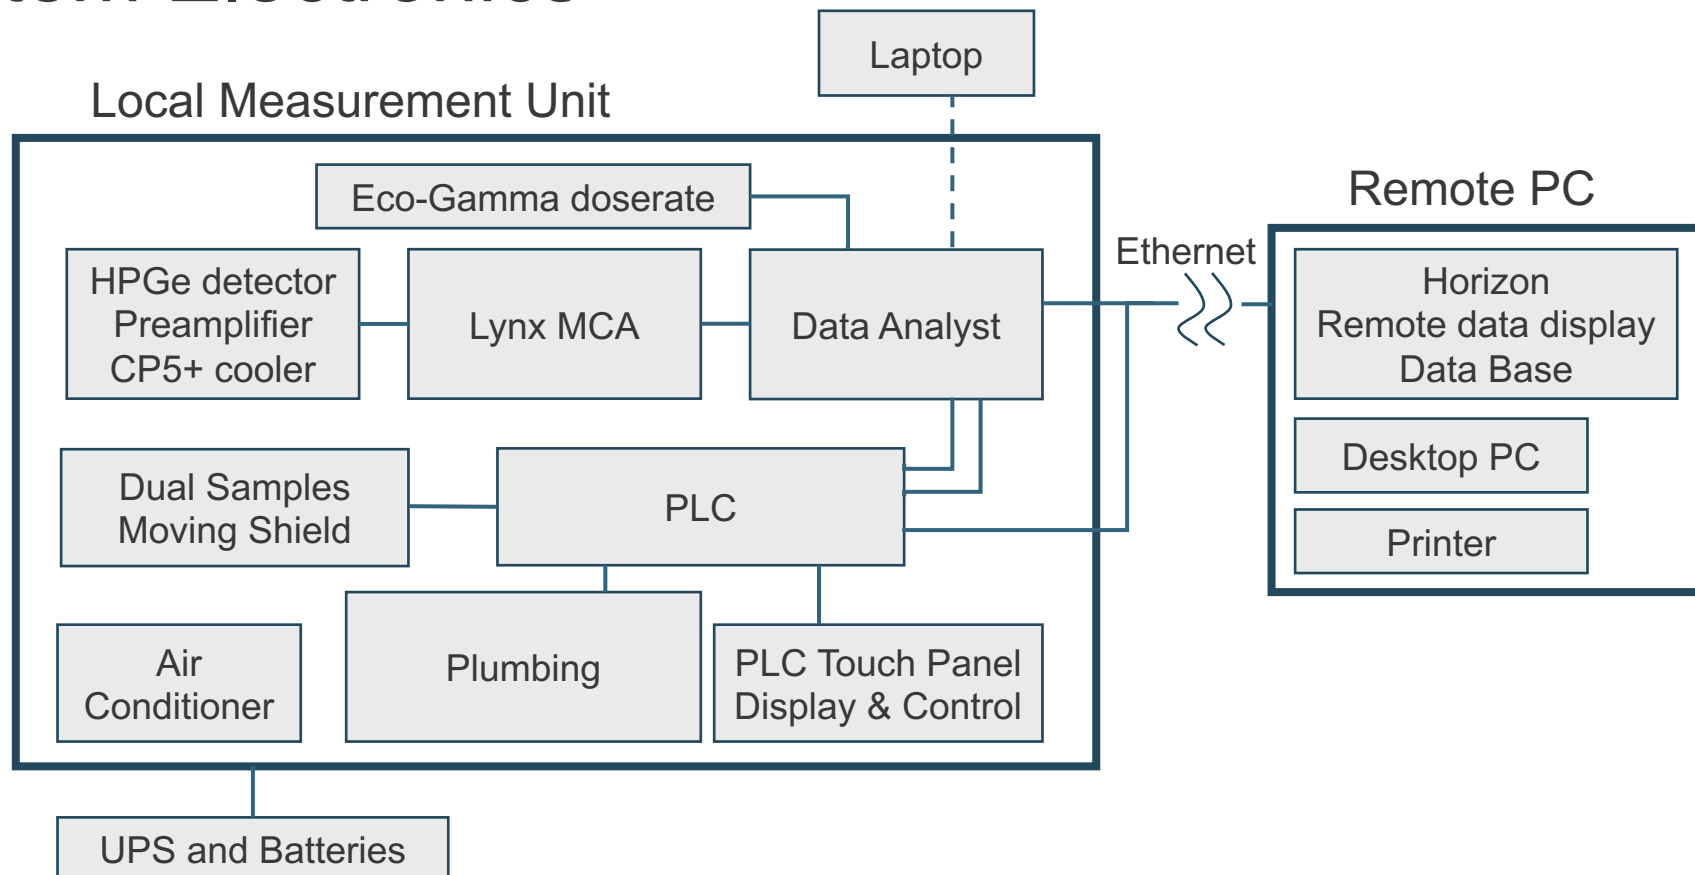 Laptop
Local Measurement Unit
Eco-Gamma doserate
Remote PC
Ethernet
HPGe detector
Preamplifier
CP5+ cooler
Lynx MCA
Data Analyst
Horizon
Remote data display
Data Base
Desktop PC
Printer
Dual Samples
Moving Shield
PLC
Air
Conditioner
Plumbing
PLC Touch Panel
Display & Control
UPS and Batteries